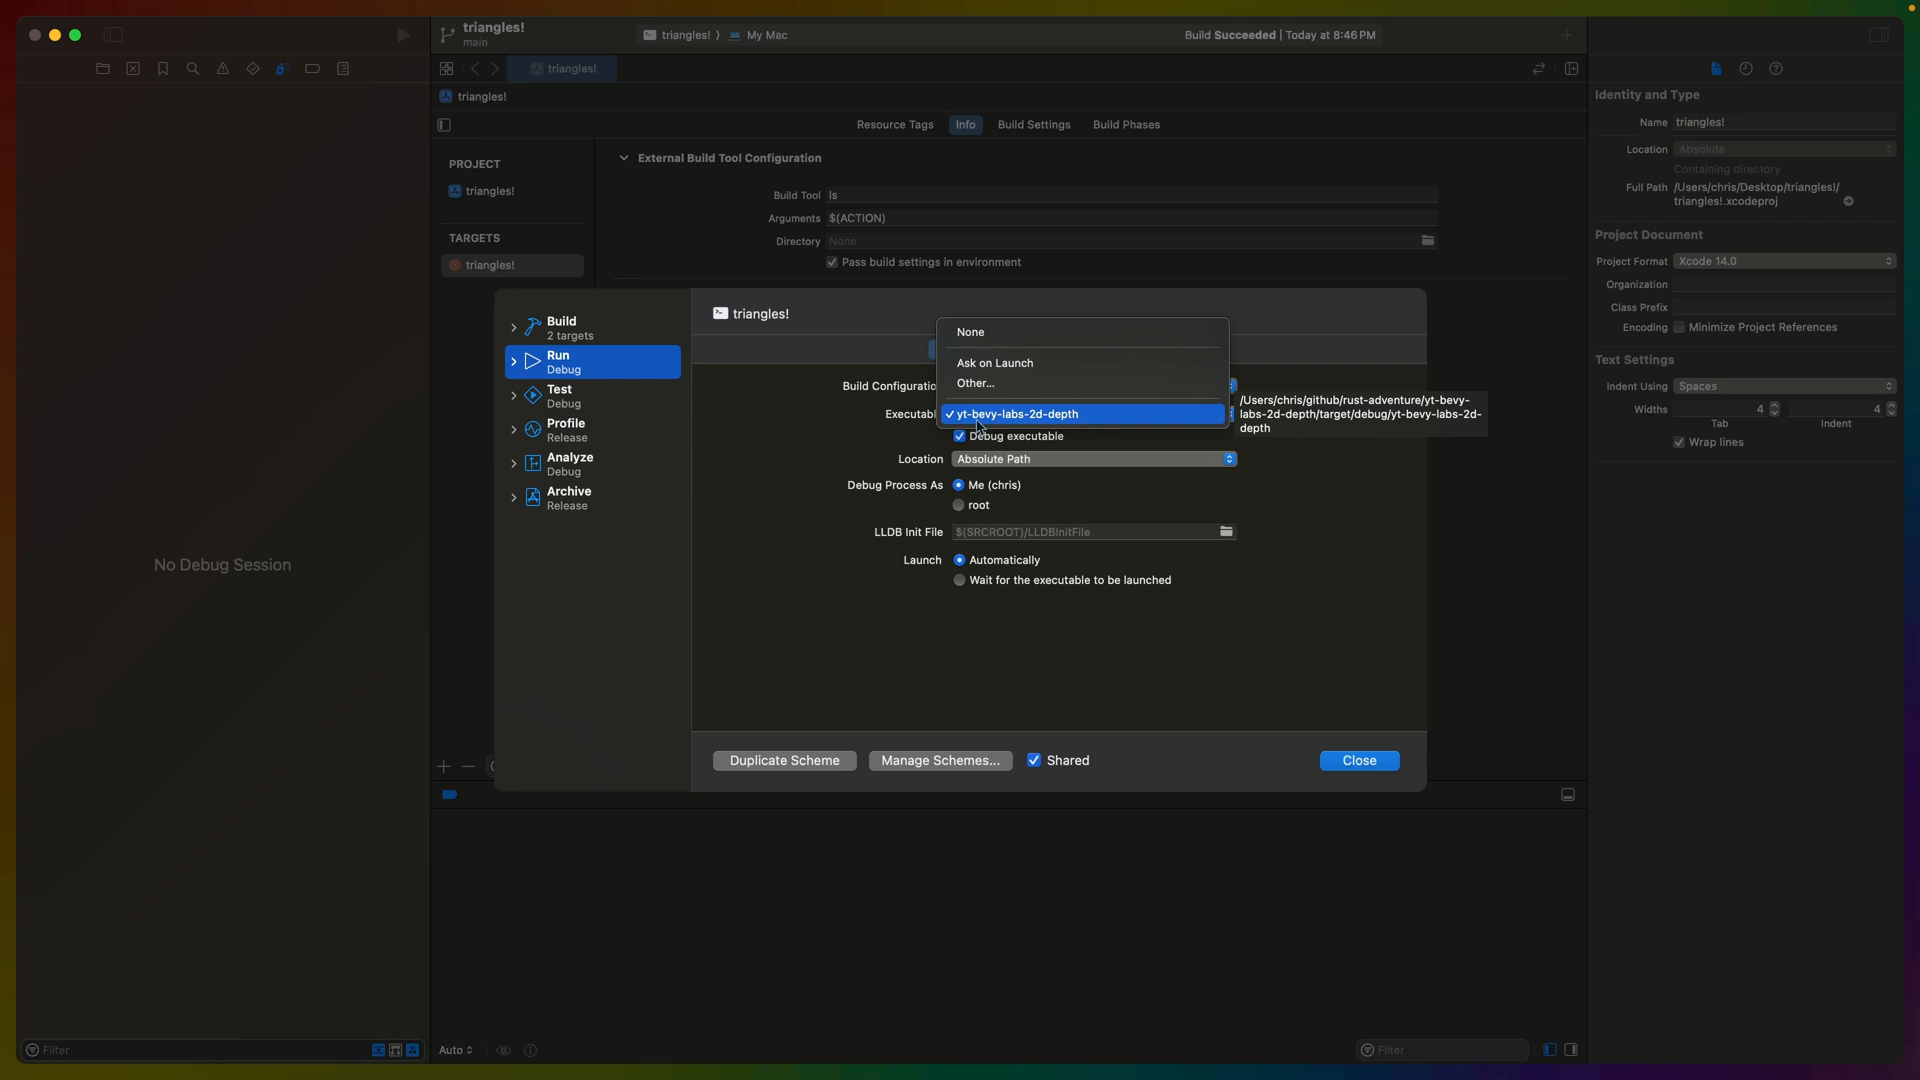 triangles!
main
triangles! ⟩ My Mac
Build Succeeded | Today at 8:46 PM
triangles!
triangles!
Resource Tags
Info
Build Settings
Build Phases
PROJECT
triangles!
TARGETS
triangles!
External Build Tool Configuration
Build Tool ls
Arguments $(ACTION)
Directory None
Pass build settings in environment
Build
2 targets
Run
Debug
Test
Debug
Profile
Release
Analyze
Debug
Archive
Release
triangles!
None
Ask on Launch
Other...
yt-bevy-labs-2d-depth
Build Configuratio
Executabl
/Users/chris/github/rust-adventure/yt-bevy-
labs-2d-depth/target/debug/yt-bevy-labs-2d-
depth
Debug executable
Location Absolute Path
Debug Process As Me (chris)
root
LLDB Init File $(SRCROOT)/LLDBInitFile
Launch Automatically
Wait for the executable to be launched
Duplicate Scheme
Manage Schemes...
Shared
Close
Identity and Type
Name triangles!
Location Absolute
Containing directory
Full Path /Users/chris/Desktop/triangles!/
triangles!.xcodeproj
Project Document
Project Format Xcode 14.0
Organization
Class Prefix
Encoding Minimize Project References
Text Settings
Indent Using Spaces
Widths 4 4
Tab Indent
Wrap lines
No Debug Session
Filter
Auto
Filter